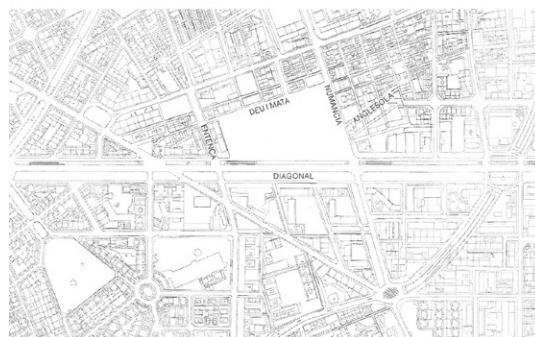 DEU I MATA
NUMANCIA
ANGLESOLA
ENTENÇA
DIAGONAL